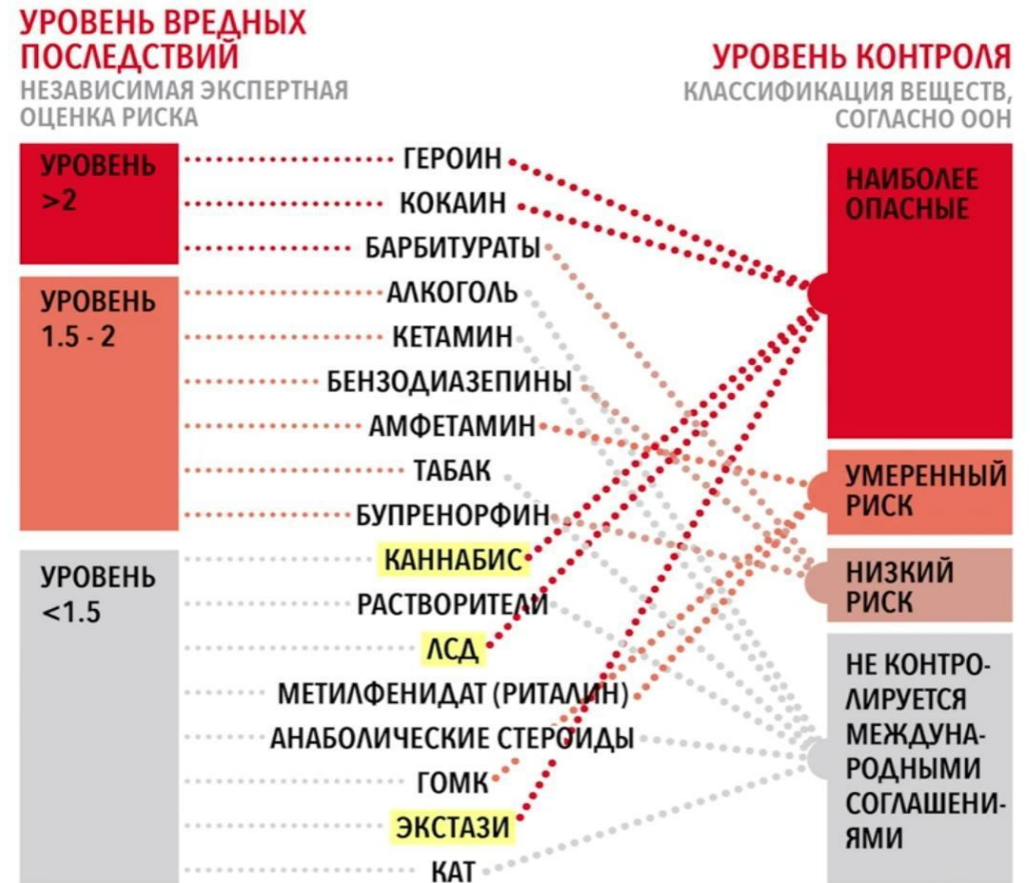 УРОВЕНЬ ВРЕДНЫХ
ПОСЛЕДСТВИЙ
НЕЗАВИСИМАЯ ЭКСПЕРТНАЯ
ОЦЕНКА РИСКА
УРОВЕНЬ КОНТРОЛЯ
КЛАССИФИКАЦИЯ ВЕЩЕСТВ,
СОГЛАСНО ООН
УРОВЕНЬ
>2
УРОВЕНЬ
1.5 - 2
УРОВЕНЬ
<1.5
ГЕРОИН
КОКАИН
БАРБИТУРАТЫ
АЛКОГОЛЬ
КЕТАМИН
БЕНЗОДИАЗЕПИНЫ
АМФЕТАМИН
ТАБАК
БУПРЕНОРФИН
КАННАБИС
РАСТВОРИТЕЛИ
ЛСД
МЕТИЛФЕНИДАТ (РИТАЛИН)
АНАБОЛИЧЕСКИЕ СТЕРОИДЫ
ГОМК
ЭКСТАЗИ
КАТ
НАИБОЛЕЕ
ОПАСНЫЕ
УМЕРЕННЫЙ
РИСК
НИЗКИЙ
РИСК
НЕ КОНТРО-
ЛИРУЕТСЯ
МЕЖДУНА-
РОДНЫМИ
СОГЛАШЕНИ-
ЯМИ